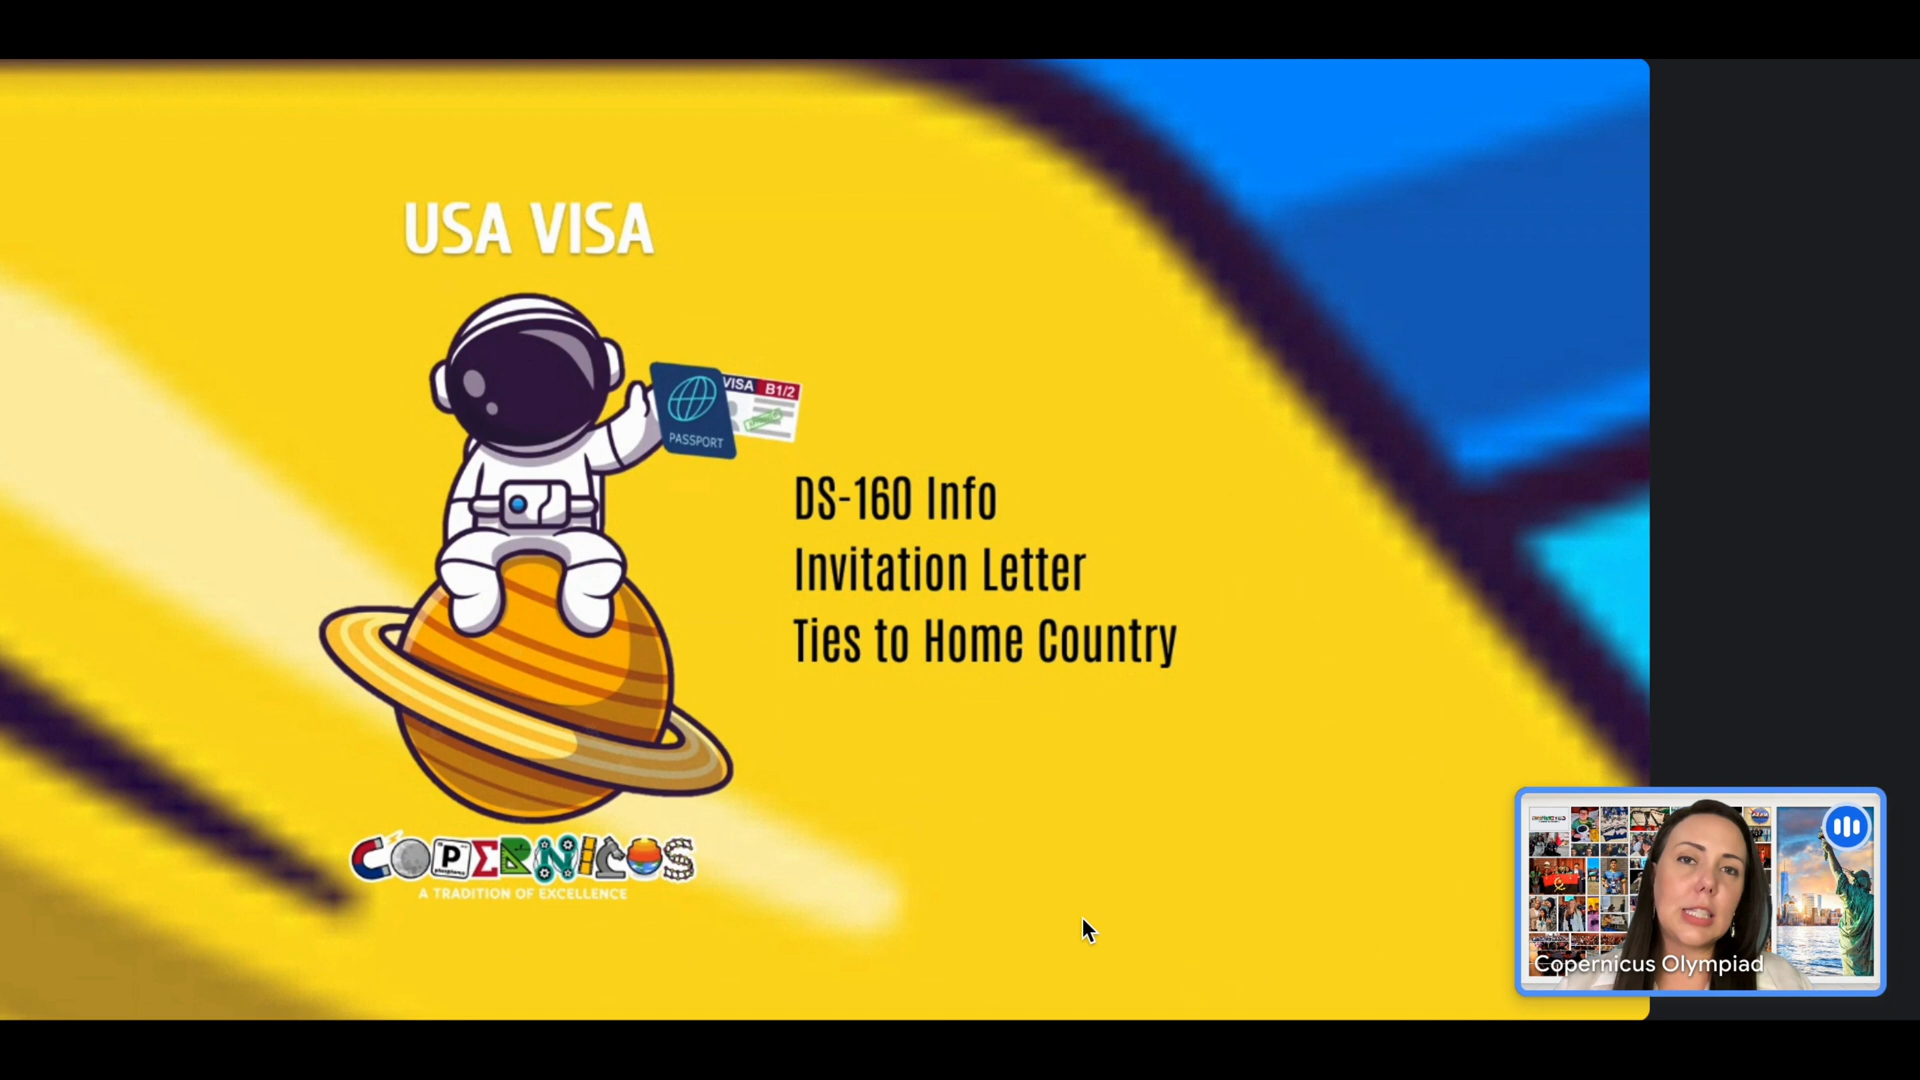 USA VISA
VISA B1/2
PASSPORT
DS-160 Info
Invitation Letter
Ties to Home Country
COPERNICUS
A TRADITION OF EXCELLENCE
Copernicus Olympiad